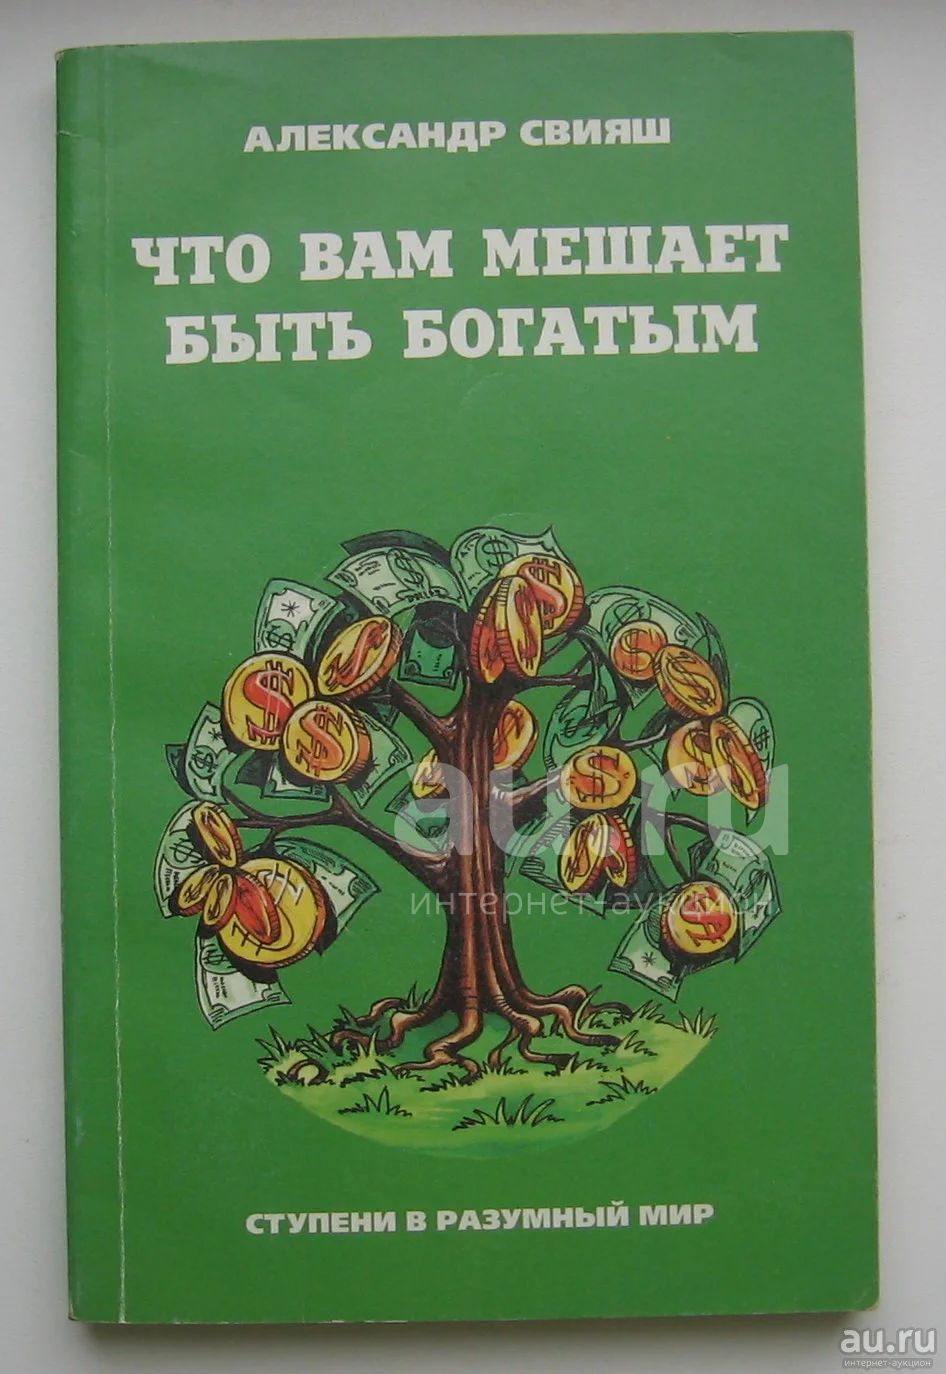 АЛЕКСАНДР СВИЯШ
ЧТО ВАМ МЕШАЕТ
БЫТЬ БОГАТЫМ
au.ru
интернет-аукцион
СТУПЕНИ В РАЗУМНЫЙ МИР
au.ru
интернет-аукцион